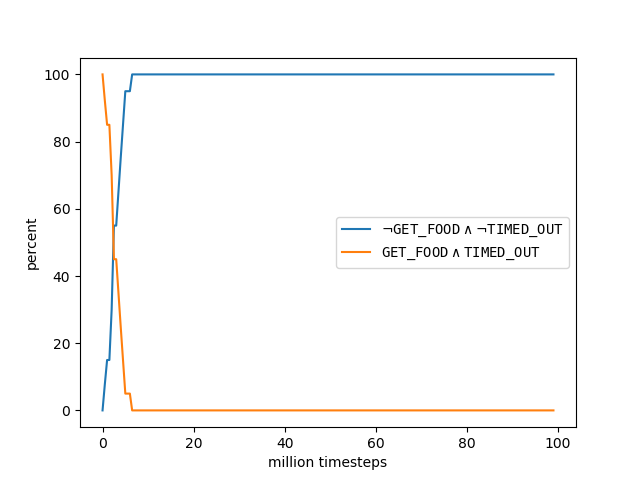 100
80
60
40
20
0
percent
¬GET_FOOD ∧ ¬TIMED_OUT
GET_FOOD ∧ TIMED_OUT
0 20 40 60 80 100
million timesteps